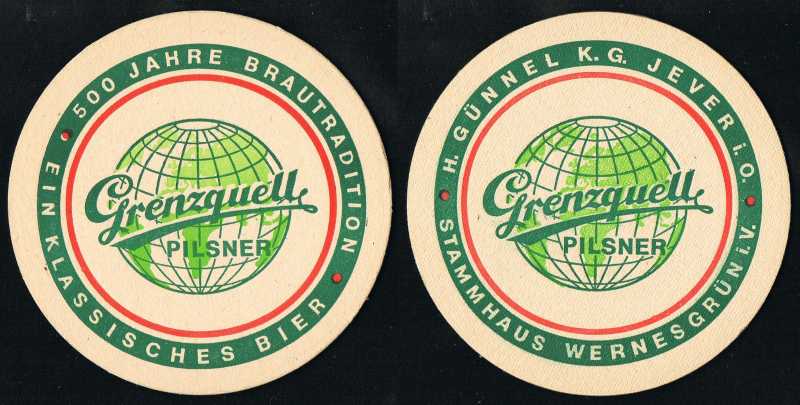 500 JAHRE BRAUTRADITION
Grenzquell
PILSNER
EIN KLASSISCHES BIER
H. GÜNNEL K.G. JEVER i.O.
Grenzquell
PILSNER
STAMMHAUS WERNESGRÜN i.V.